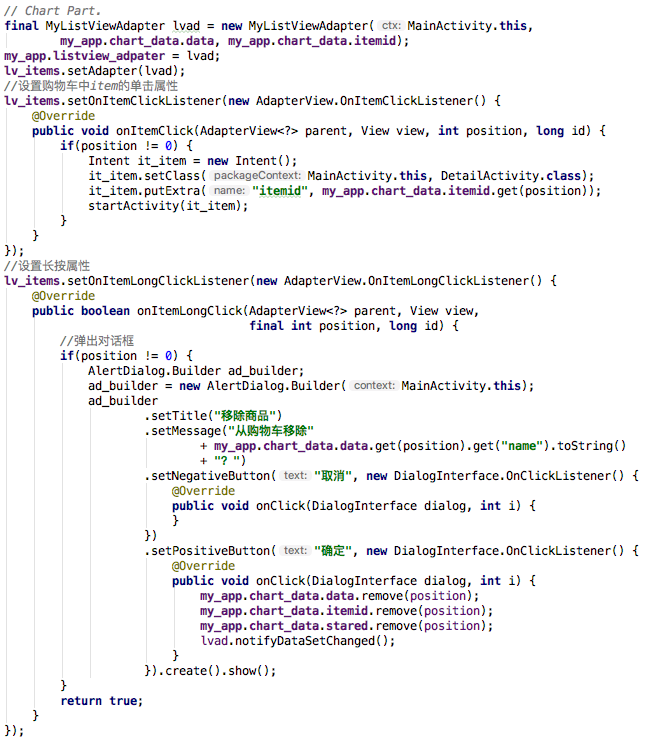 // Chart Part.
final MyListViewAdapter lvad = new MyListViewAdapter( ctx: MainActivity.this,
        my_app.chart_data.data, my_app.chart_data.itemid);
my_app.listview_adpater = lvad;
lv_items.setAdapter(lvad);
//设置购物车中item的单击属性
lv_items.setOnItemClickListener(new AdapterView.OnItemClickListener() {
    @Override
    public void onItemClick(AdapterView<?> parent, View view, int position, long id) {
        if(position != 0) {
            Intent it_item = new Intent();
            it_item.setClass( packageContext: MainActivity.this, DetailActivity.class);
            it_item.putExtra( name: "itemid", my_app.chart_data.itemid.get(position));
            startActivity(it_item);
        }
    }
});
//设置长按属性
lv_items.setOnItemLongClickListener(new AdapterView.OnItemLongClickListener() {
    @Override
    public boolean onItemLongClick(AdapterView<?> parent, View view,
                                   final int position, long id) {
        //弹出对话框
        if(position != 0) {
            AlertDialog.Builder ad_builder;
            ad_builder = new AlertDialog.Builder( context: MainActivity.this);
            ad_builder
                    .setTitle("移除商品")
                    .setMessage("从购物车移除"
                            + my_app.chart_data.data.get(position).get("name").toString()
                            + "？")
                    .setNegativeButton( text: "取消", new DialogInterface.OnClickListener() {
                        @Override
                        public void onClick(DialogInterface dialog, int i) {
                        }
                    })
                    .setPositiveButton( text: "确定", new DialogInterface.OnClickListener() {
                        @Override
                        public void onClick(DialogInterface dialog, int i) {
                            my_app.chart_data.data.remove(position);
                            my_app.chart_data.itemid.remove(position);
                            my_app.chart_data.stared.remove(position);
                            lvad.notifyDataSetChanged();
                        }
                    }).create().show();
        }
        return true;
    }
});